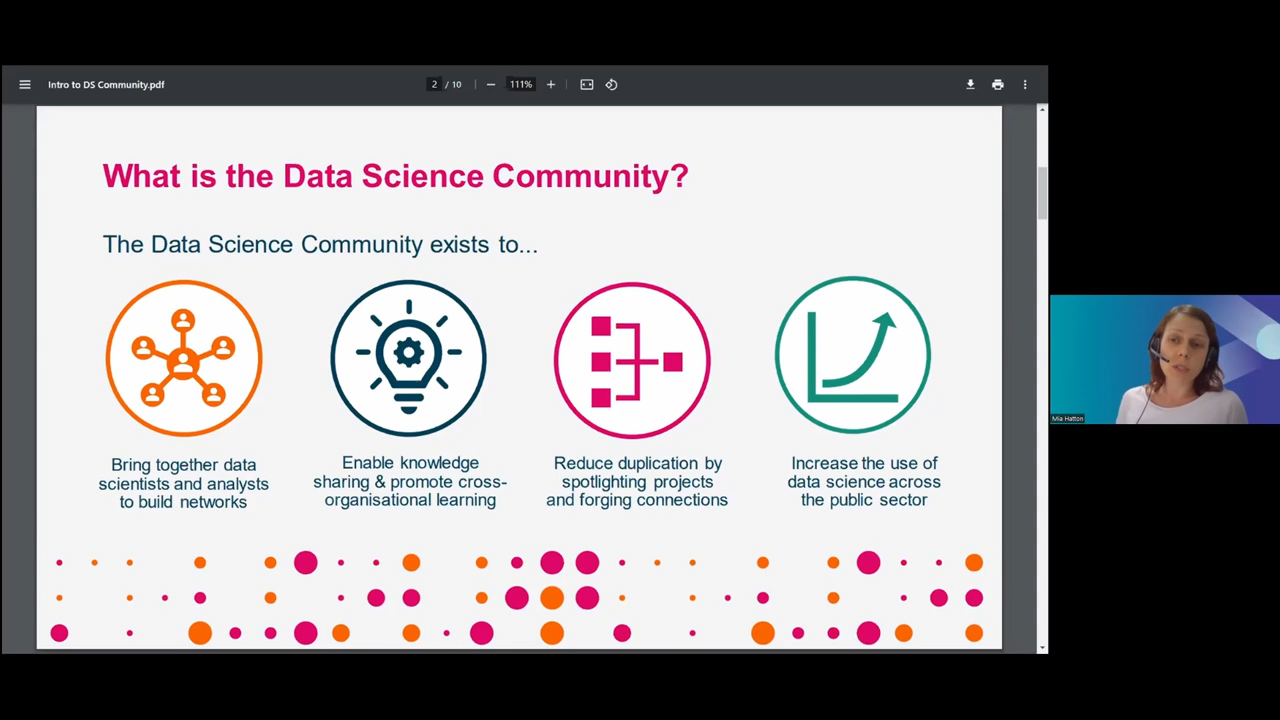 Intro to DS Community.pdf
2 / 10
111%
What is the Data Science Community?
The Data Science Community exists to...
Bring together data
scientists and analysts
to build networks
Enable knowledge
sharing & promote cross-
organisational learning
Reduce duplication by
spotlighting projects
and forging connections
Increase the use of
data science across
the public sector
Mia Hatton